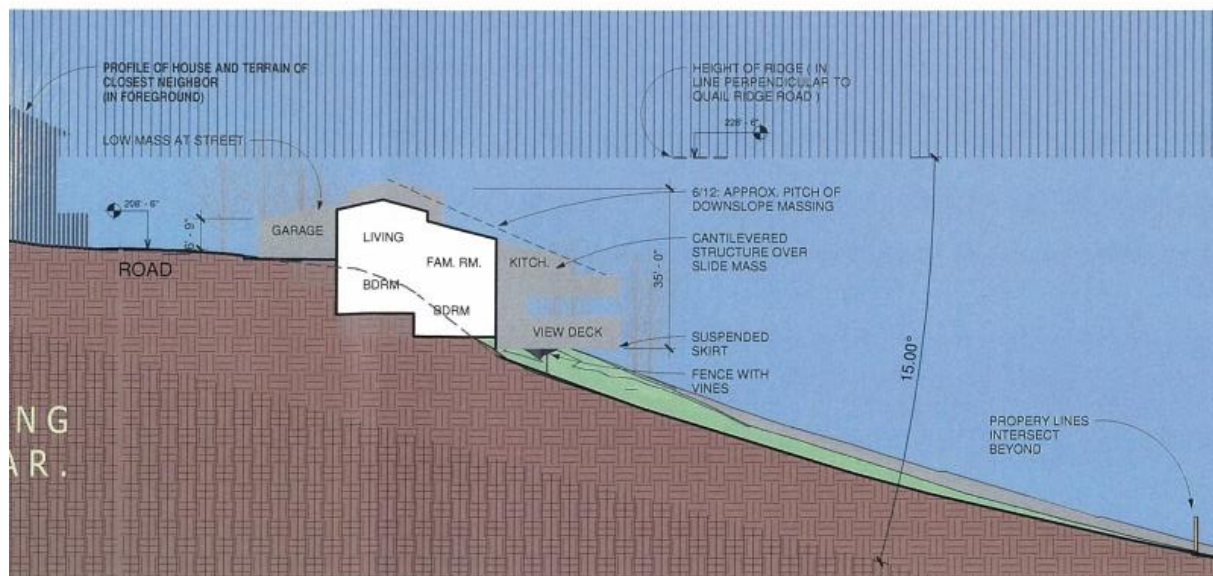 PROFILE OF HOUSE AND TERRAIN OF
CLOSEST NEIGHBOR
(IN FOREGROUND)
LOW MASS AT STREET
HEIGHT OF RIDGE ( IN
LINE PERPENDICULAR TO
QUAIL RIDGE ROAD )
228' - 6"
6/12: APPROX. PITCH OF
DOWNSLOPE MASSING
208' - 6"
6' - 9"
GARAGE
LIVING
CANTILEVERED
STRUCTURE OVER
SLIDE MASS
FAM. RM.
KITCH.
35' - 0"
ROAD
BDRM
BDRM
VIEW DECK
SUSPENDED
SKIRT
15.00°
FENCE WITH
VINES
NG
AR.
PROPERY LINES
INTERSECT
BEYOND